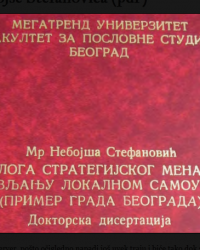 МЕГАТРЕНД УНИВЕРЗИТЕТ
АКУЛТЕТ ЗА ПОСЛОВНЕ СТУДИ
БЕОГРАД
Мр Небојша Стефановић
ЛОГА СТРАТЕГИЈСКОГ МЕНА
ВЉАЊУ ЛОКАЛНОМ САМОУ
(ПРИМЕР ГРАДА БЕОГРАДА)
Докторска дисертација